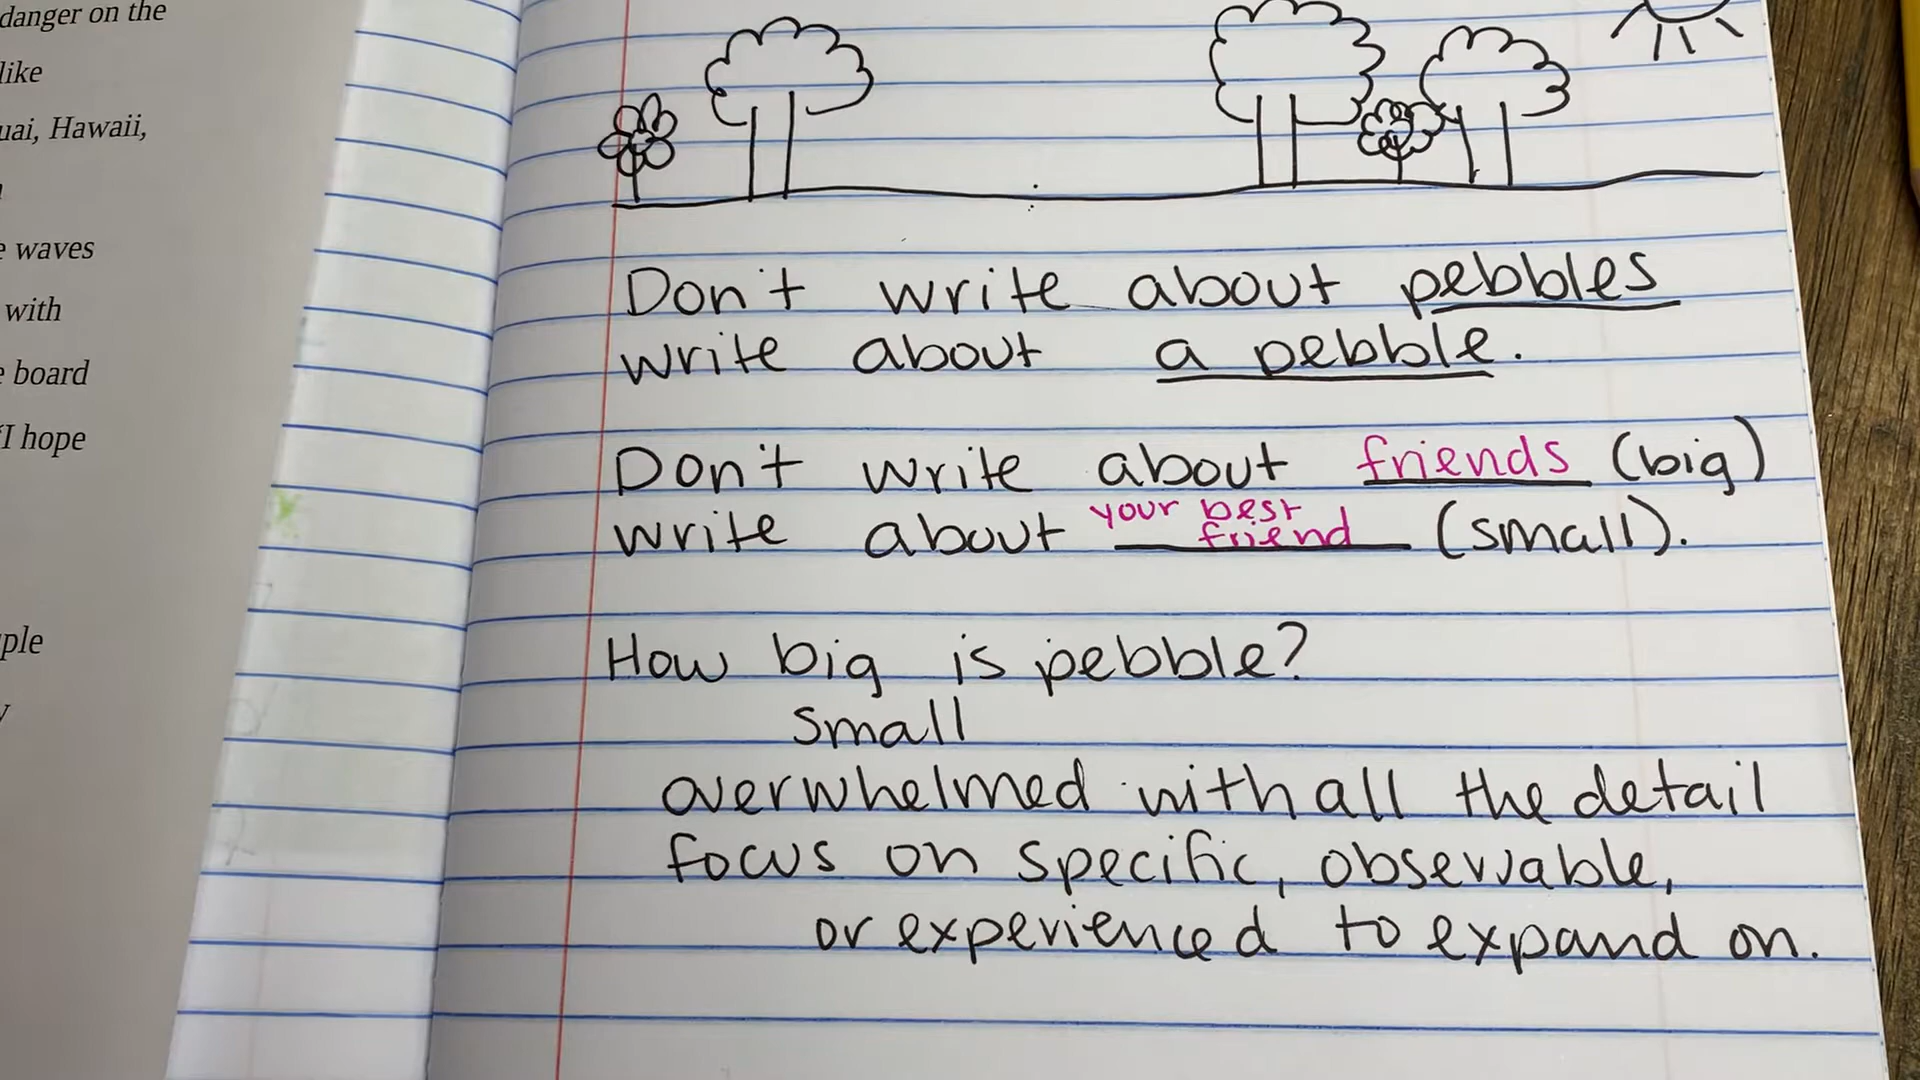 danger on the
like
uai, Hawaii,
e waves
with
e board
"I hope
ple
y
Don't write about pebbles
write about a pebble.
Don't write about friends (big)
write about your best friend (small).
How big is pebble?
small
overwhelmed with all the detail
focus on specific, observable,
or experienced to expand on.